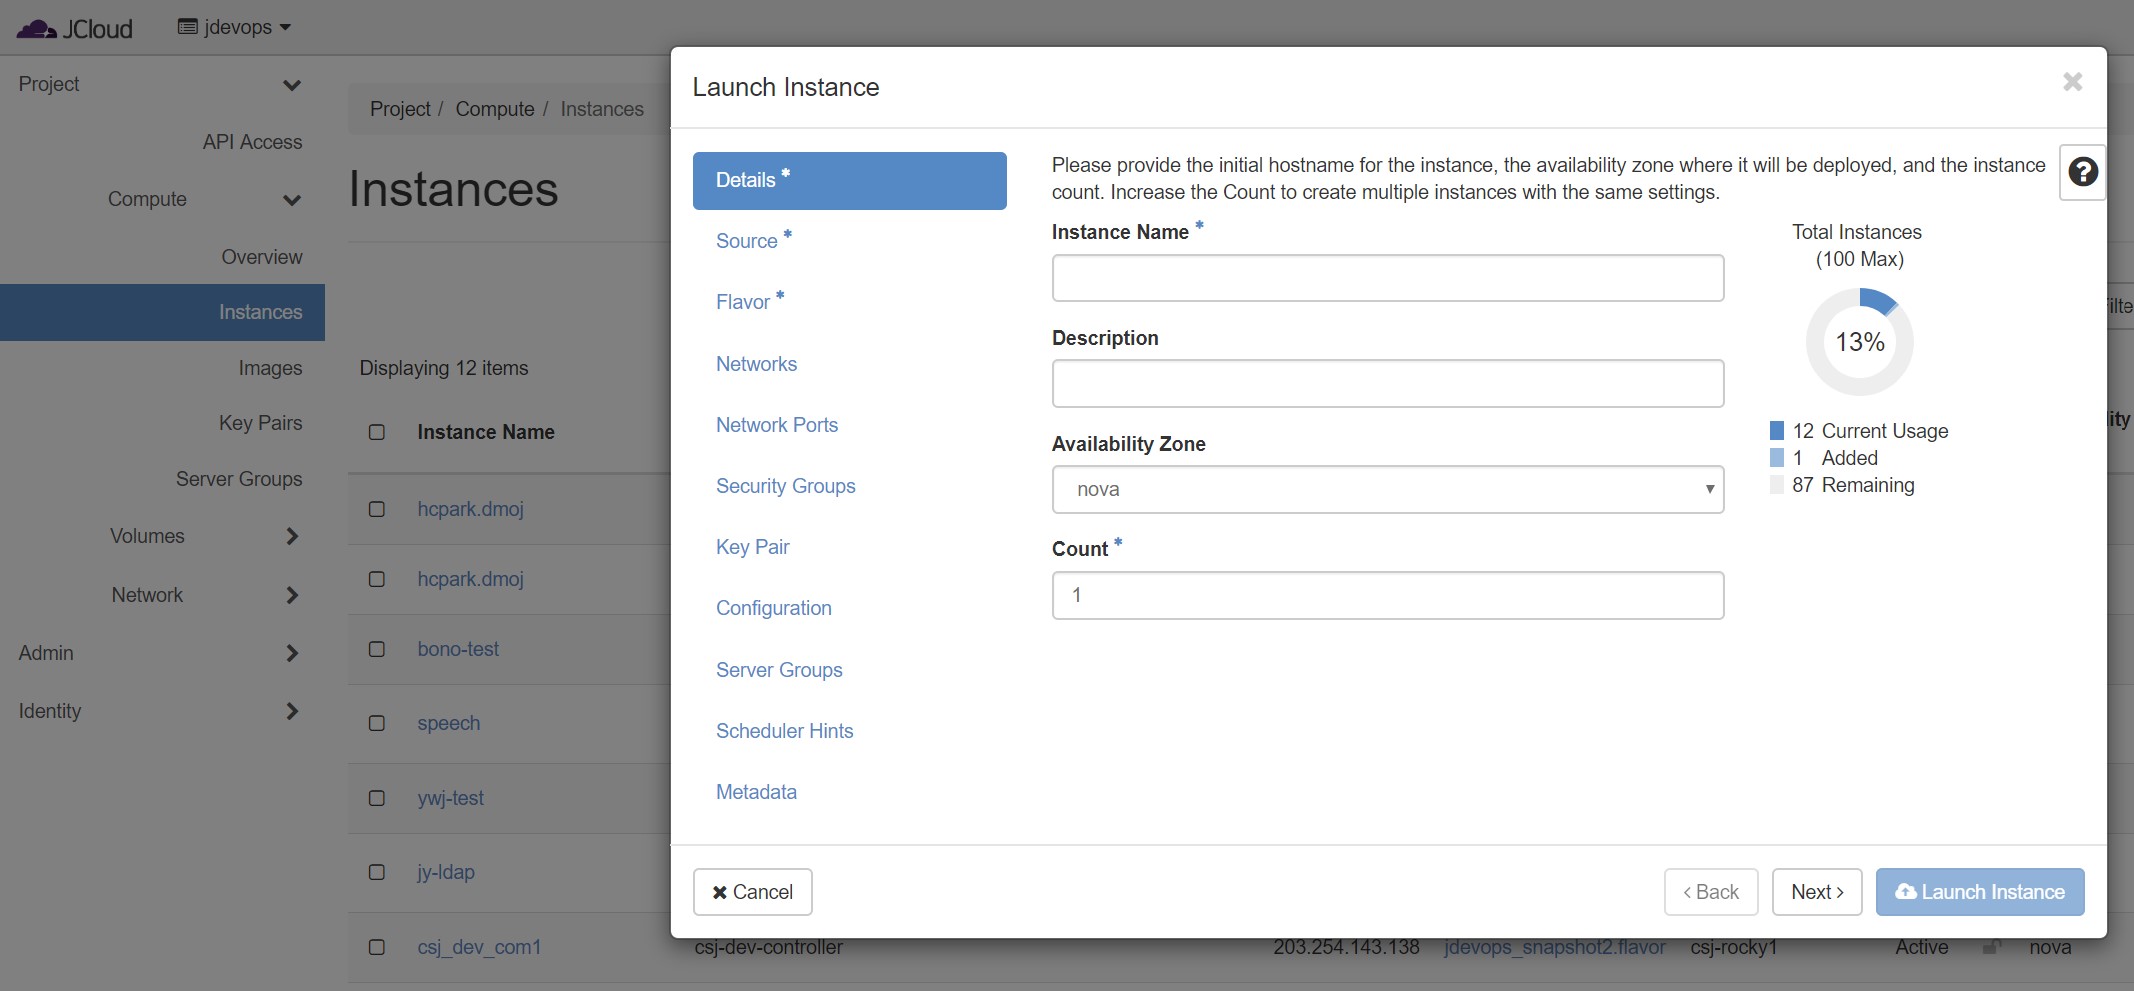 JCloud
jdevops
Project
API Access
Compute
Overview
Instances
Images
Key Pairs
Server Groups
Volumes
Network
Admin
Identity
Project / Compute / Instances
Instances
Displaying 12 items
Instance Name
hcpark.dmoj
hcpark.dmoj
bono-test
speech
ywj-test
jy-ldap
csj_dev_com1 csj-dev-controller 203.254.143.138 jdevops_snapshot2.flavor csj-rocky1 Active nova
Launch Instance
Details *
Source *
Flavor *
Networks
Network Ports
Security Groups
Key Pair
Configuration
Server Groups
Scheduler Hints
Metadata
Please provide the initial hostname for the instance, the availability zone where it will be deployed, and the instance
count. Increase the Count to create multiple instances with the same settings.
Instance Name *
Description
Availability Zone
nova
Count *
1
Total Instances
(100 Max)
13%
12 Current Usage
1 Added
87 Remaining
Cancel
< Back
Next >
Launch Instance